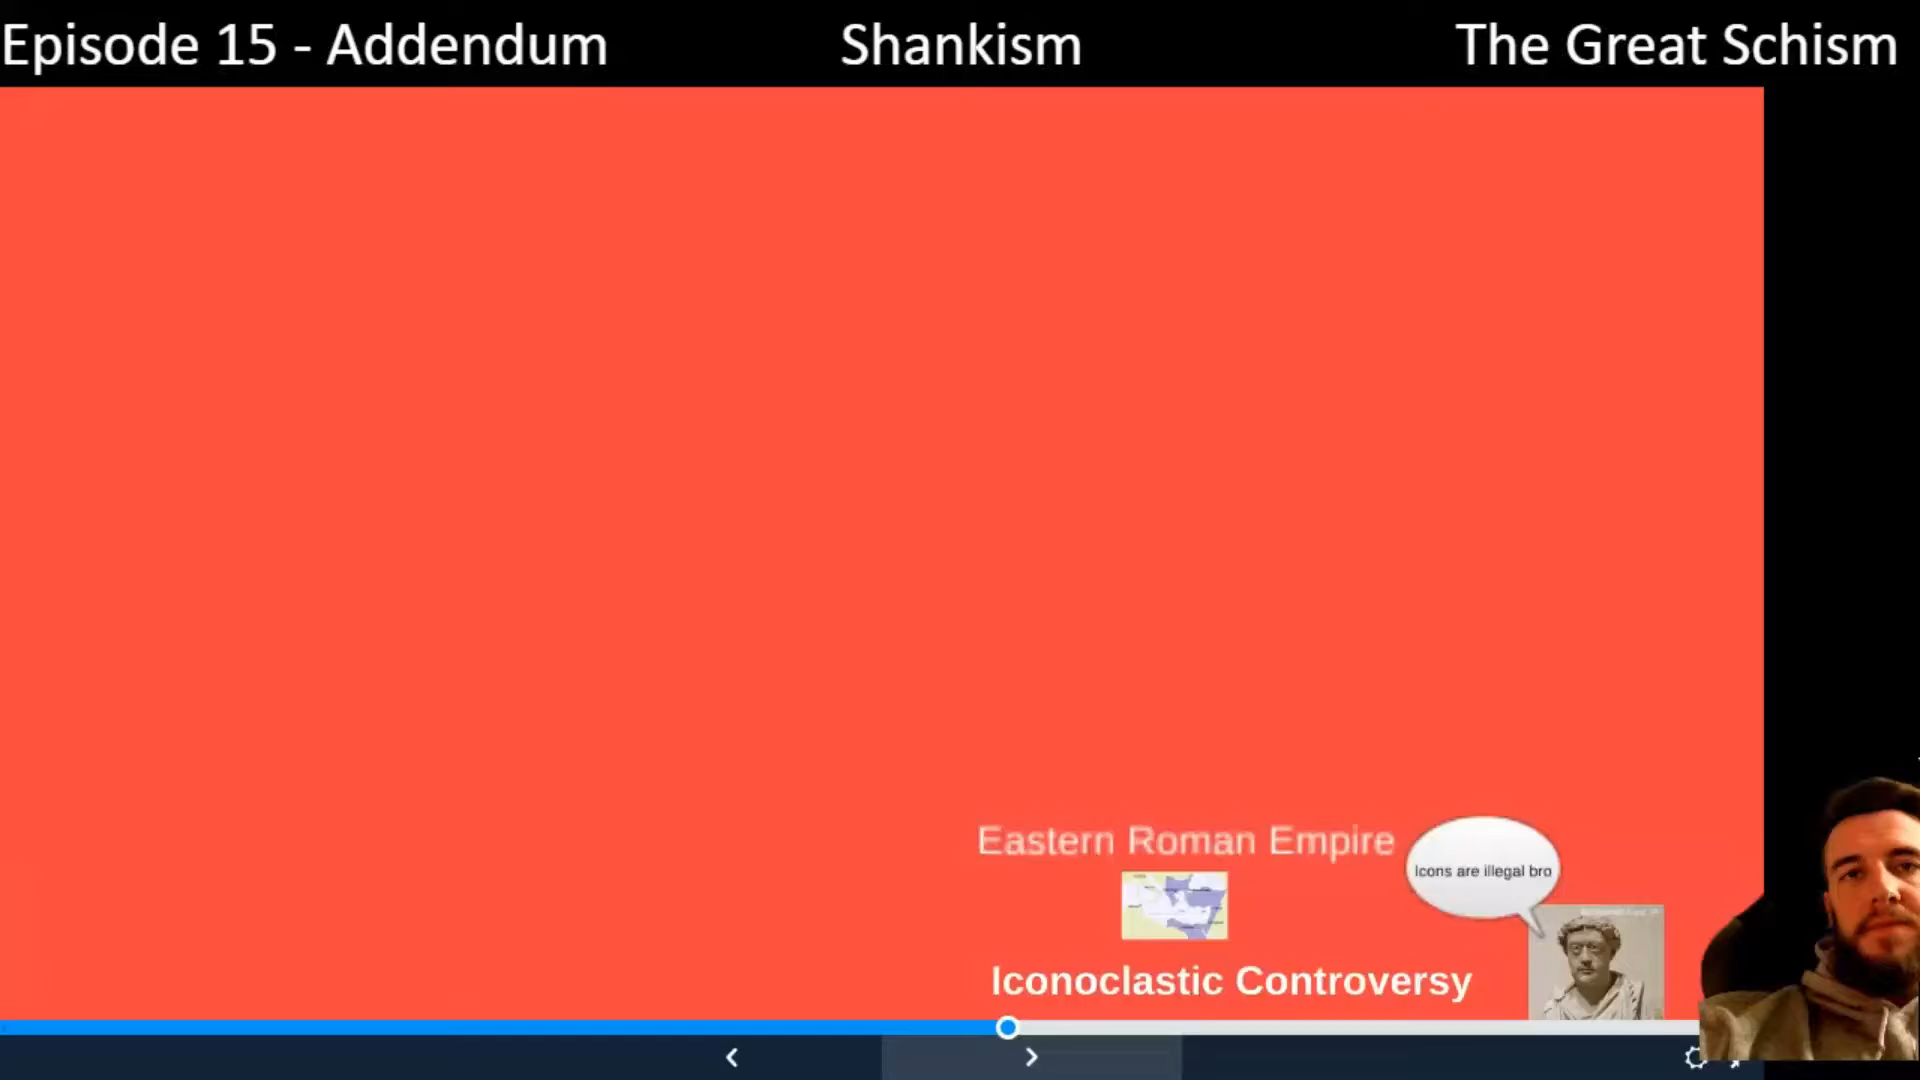 Episode 15 - Addendum
Shankism
The Great Schism
Eastern Roman Empire
Icons are illegal bro
Iconoclastic Controversy